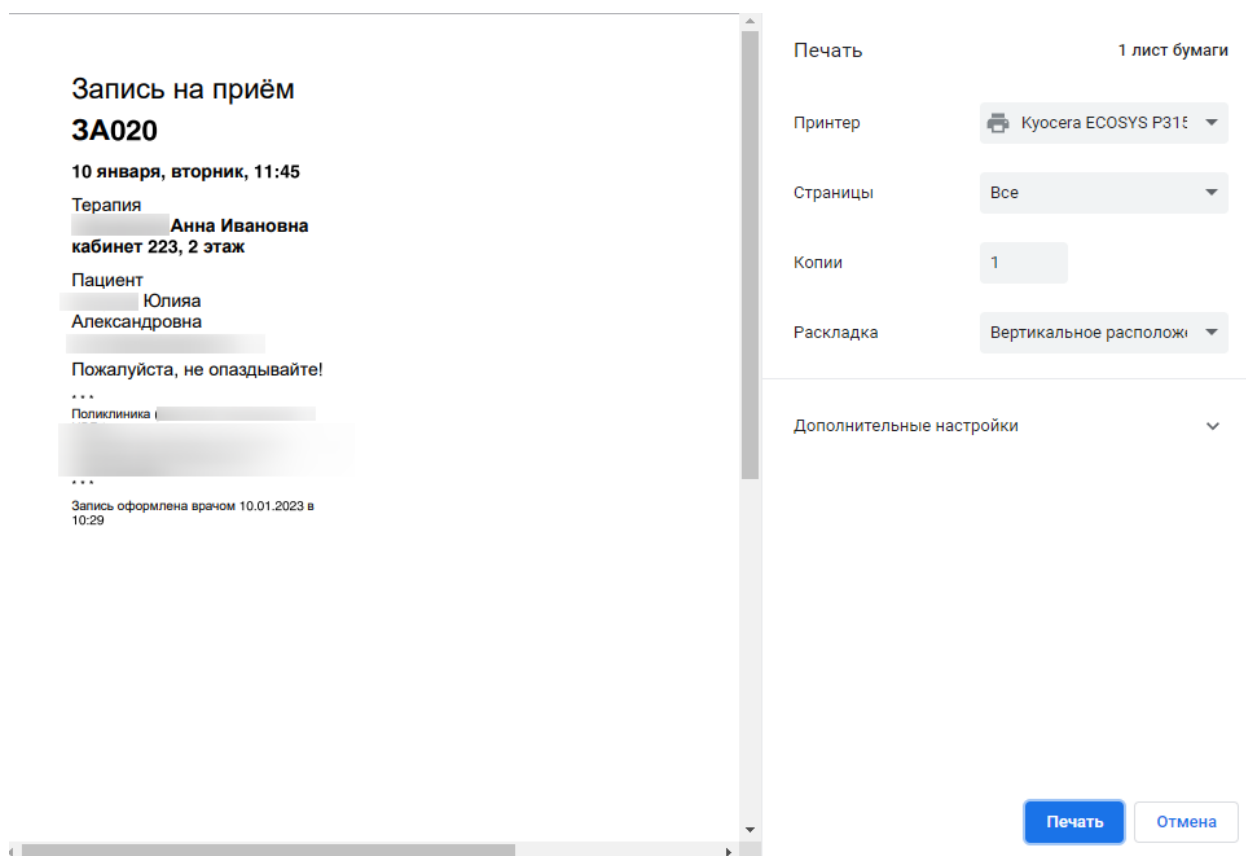 Запись на приём
3А020
10 января, вторник, 11:45
Терапия
Анна Ивановна
кабинет 223, 2 этаж
Пациент
Юлияа
Александровна
Пожалуйста, не опаздывайте!
* * *
Поликлиника
* * *
Запись оформлена врачом 10.01.2023 в
10:29
Печать 1 лист бумаги
Принтер Kyocera ECOSYS P315
Страницы Все
Копии 1
Раскладка Вертикальное располож
Дополнительные настройки
Печать Отмена